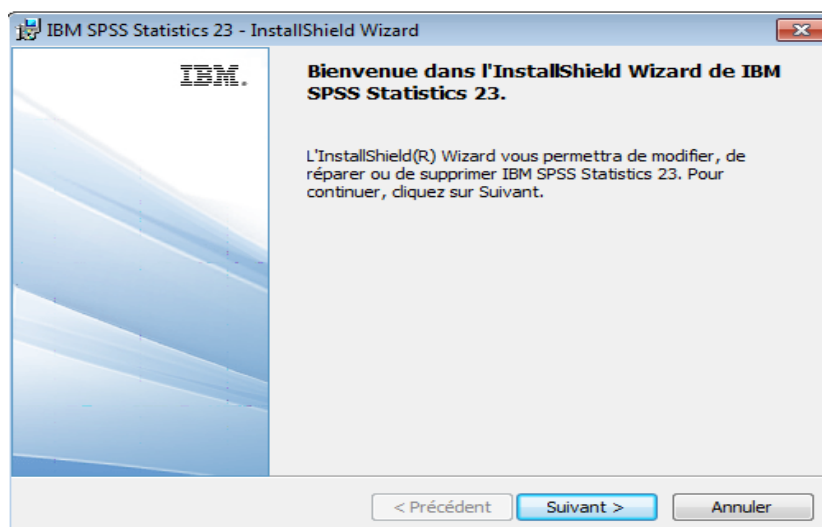 IBM SPSS Statistics 23 - InstallShield Wizard
IBM.
Bienvenue dans l'InstallShield Wizard de IBM
SPSS Statistics 23.
L'InstallShield(R) Wizard vous permettra de modifier, de
réparer ou de supprimer IBM SPSS Statistics 23. Pour
continuer, cliquez sur Suivant.
< Précédent
Suivant >
Annuler